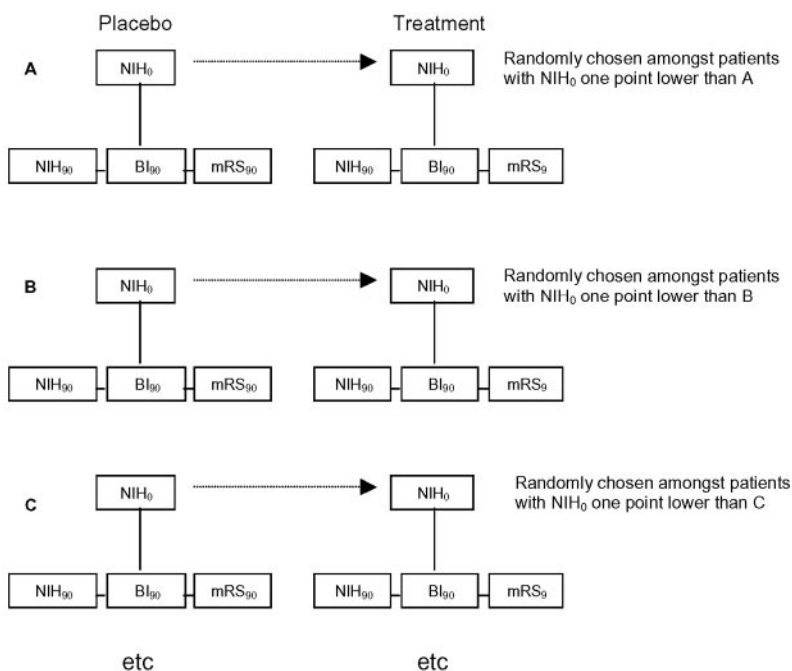 Placebo Treatment
A NIH₀ NIH₀ Randomly chosen amongst patients
with NIH₀ one point lower than A
NIH₉₀ BI₉₀ mRS₉₀ NIH₉₀ BI₉₀ mRS₉
B NIH₀ NIH₀ Randomly chosen amongst patients
with NIH₀ one point lower than B
NIH₉₀ BI₉₀ mRS₉₀ NIH₉₀ BI₉₀ mRS₉
C NIH₀ NIH₀ Randomly chosen amongst patients
with NIH₀ one point lower than C
NIH₉₀ BI₉₀ mRS₉₀ NIH₉₀ BI₉₀ mRS₉
etc etc